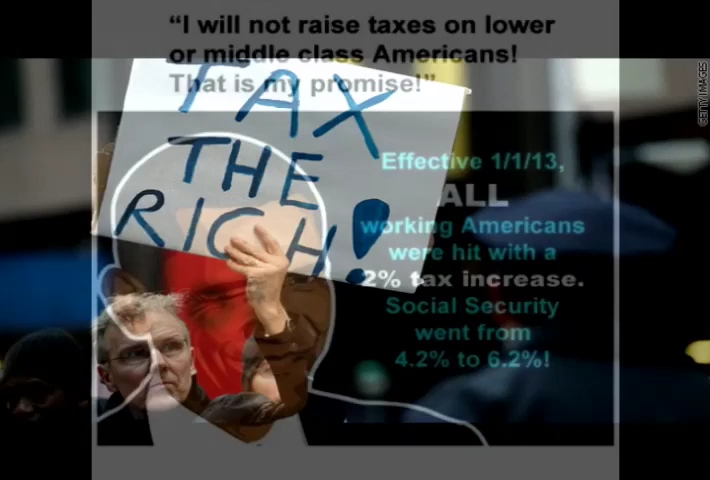 “I will not raise taxes on lower
or middle class Americans!
That is my promise!”
TAX
THE
RICH!
Effective 1/1/13,
ALL
working Americans
were hit with a
2% tax increase.
Social Security
went from
4.2% to 6.2%!
GETTY IMAGES